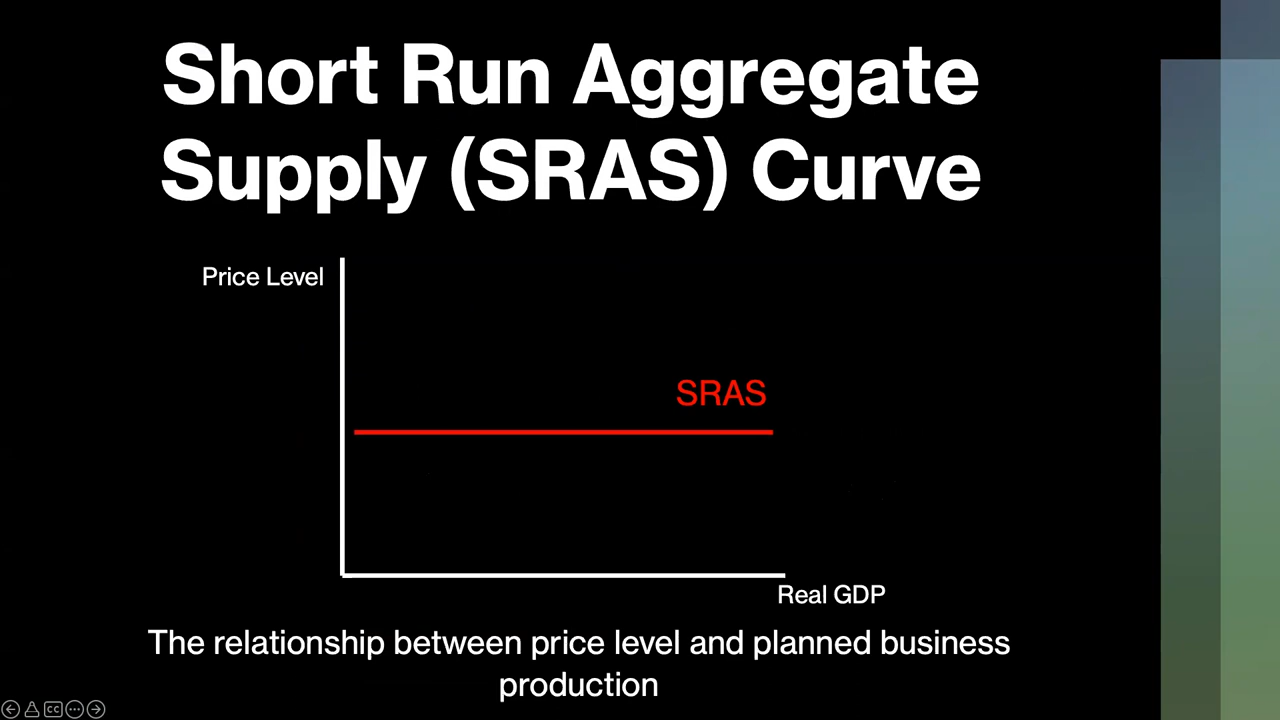 Short Run Aggregate
Supply (SRAS) Curve
Price Level
SRAS
Real GDP
The relationship between price level and planned business
production
CC